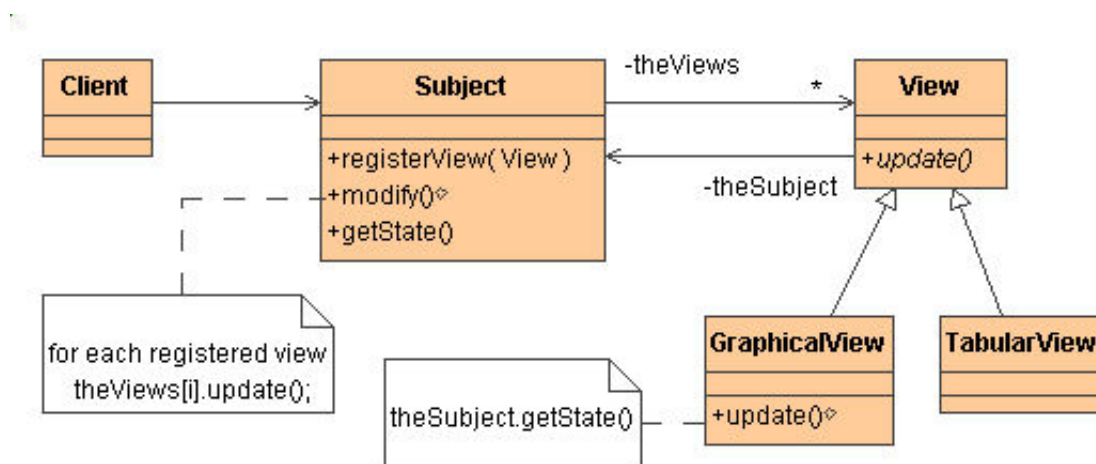 Client
Subject
+registerView( View )
+modify()
+getState()
-theViews
*
View
+update()
-theSubject
for each registered view
theViews[i].update();
theSubject.getState()
GraphicalView
+update()
TabularView